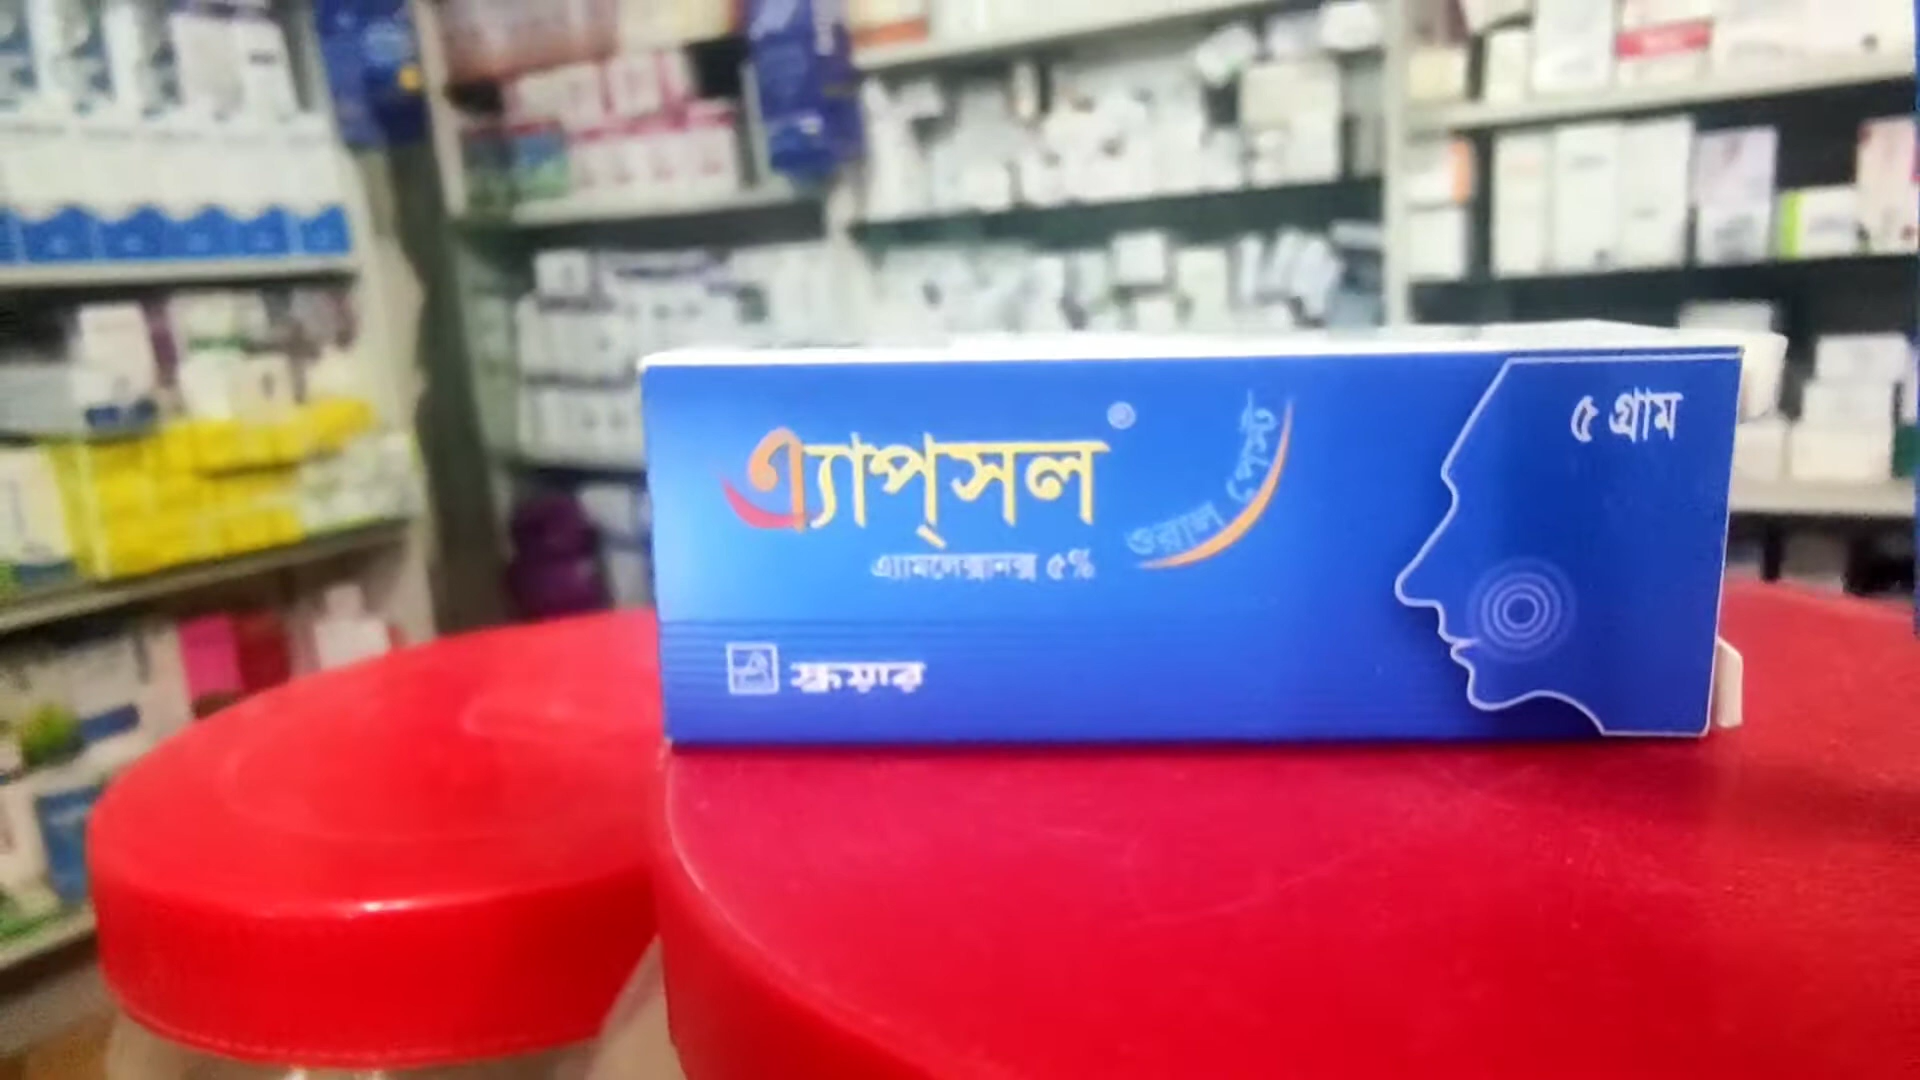 এ্যাপ্সল®
ওরাল পেস্ট
৫ গ্রাম
এ্যামলেক্সানক্স ৫%
স্কয়ার